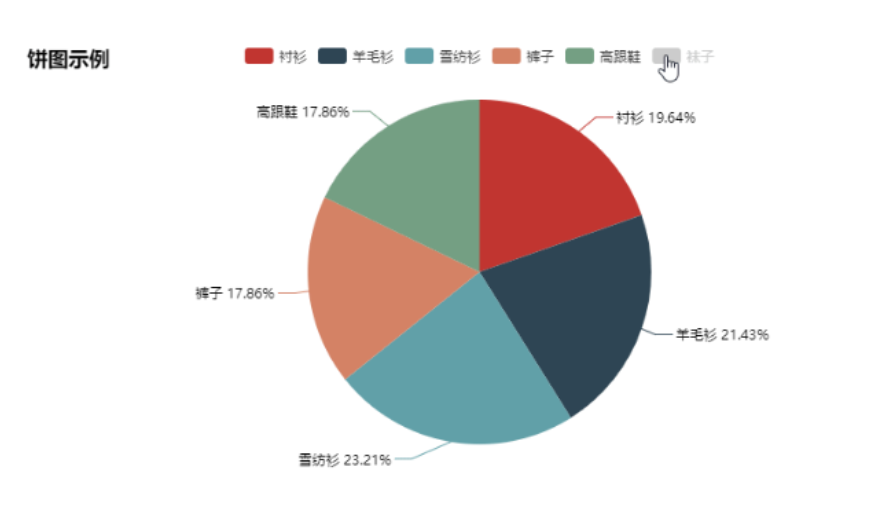 饼图示例
衬衫 羊毛衫 雪纺衫 裤子 高跟鞋 袜子
高跟鞋 17.86%
衬衫 19.64%
裤子 17.86%
羊毛衫 21.43%
雪纺衫 23.21%